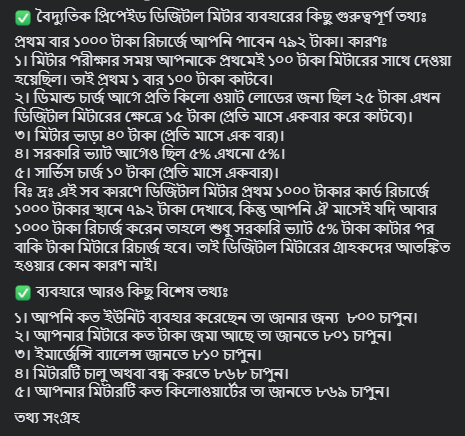 ✅ বৈদ্যুতিক প্রিপেইড ডিজিটাল মিটার ব্যবহারের কিছু গুরুত্বপূর্ণ তথ্যঃ
প্রথম বার ১০০০ টাকা রিচার্জে আপনি পাবেন ৭৯২ টাকা। কারণঃ
১। মিটার পরীক্ষার সময় আপনাকে প্রথমেই ১০০ টাকা মিটারের সাথে দেওয়া
হয়েছিল। তাই প্রথম ১ বার ১০০ টাকা কাটবে।
২। ডিমান্ড চার্জ আগে প্রতি কিলো ওয়াট লোডের জন্য ছিল ২৫ টাকা এখন
ডিজিটাল মিটারের ক্ষেত্রে ১৫ টাকা (প্রতি মাসে একবার করে কাটবে)।
৩। মিটার ভাড়া ৪০ টাকা (প্রতি মাসে এক বার)।
৪। সরকারি ভ্যাট আগেও ছিল ৫% এখনো ৫%।
৫। সার্ভিস চার্জ ১০ টাকা (প্রতি মাসে একবার)।
বিঃ দ্রঃ এই সব কারণে ডিজিটাল মিটার প্রথম ১০০০ টাকার কার্ড রিচার্জে
১০০০ টাকার স্থানে ৭৯২ টাকা দেখাবে, কিন্তু আপনি ঐ মাসেই যদি আবার
১০০০ টাকা রিচার্জ করেন তাহলে শুধু সরকারি ভ্যাট ৫% টাকা কাটার পর
বাকি টাকা মিটারে রিচার্জ হবে। তাই ডিজিটাল মিটারের গ্রাহকদের আতঙ্কিত
হওয়ার কোন কারণ নাই।
✅ ব্যবহারে আরও কিছু বিশেষ তথ্যঃ
১। আপনি কত ইউনিট ব্যবহার করেছেন তা জানার জন্য ৮০০ চাপুন।
২। আপনার মিটারে কত টাকা জমা আছে তা জানতে ৮০১ চাপুন।
৩। ইমার্জেন্সি ব্যালেন্স জানতে ৮১০ চাপুন।
৪। মিটারটি চালু অথবা বন্ধ করতে ৮৬৮ চাপুন।
৫। আপনার মিটারটি কত কিলোওয়ার্টের তা জানতে ৮৬৯ চাপুন।
তথ্য সংগ্রহ